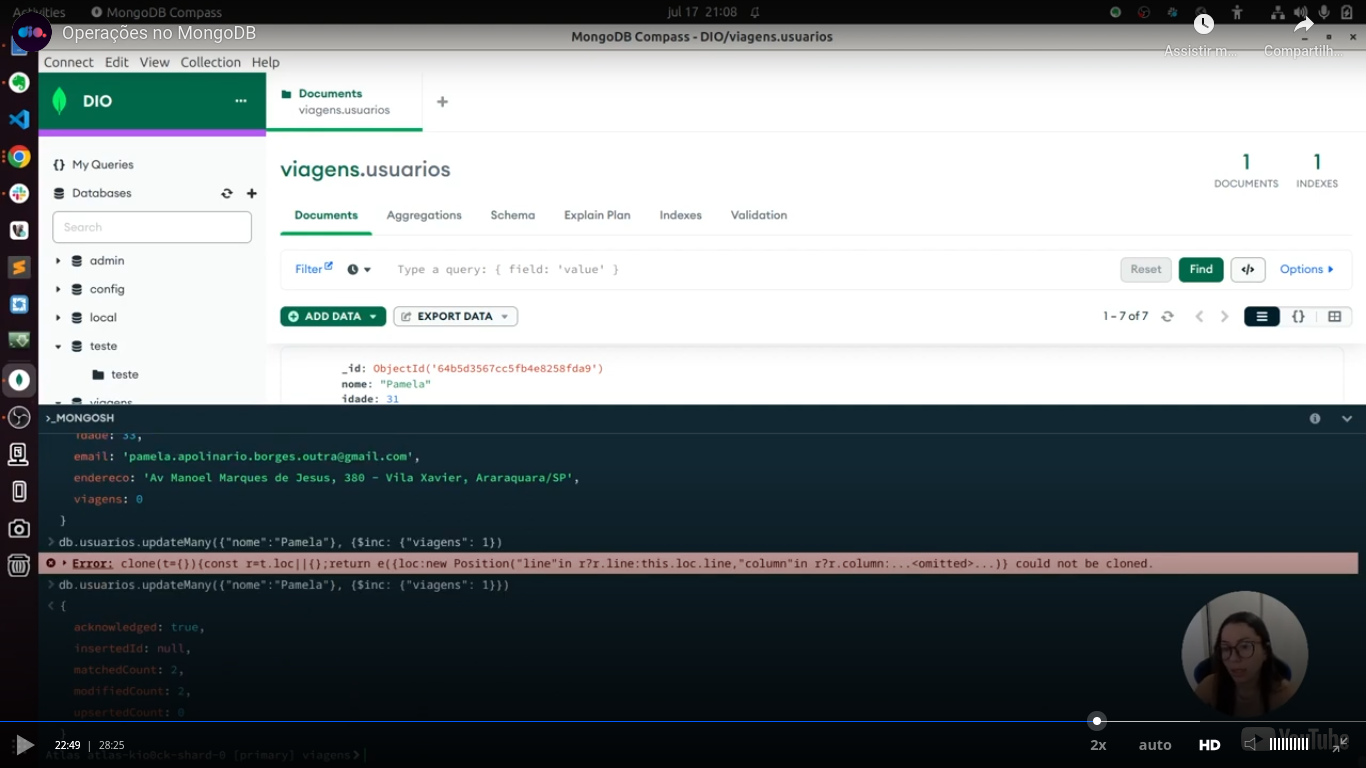 Activities
MongoDB Compass
jul 17 21:08
dio.
Operações no MongoDB
MongoDB Compass - DIO/viagens.usuarios
Assistir m...
Compartilh...
Connect Edit View Collection Help
DIO
...
Documents
viagens.usuarios
+
My Queries
Databases
Search
admin
config
local
teste
teste
viagens
viagens.usuarios
1
DOCUMENTS
1
INDEXES
Documents Aggregations Schema Explain Plan Indexes Validation
Filter
Type a query: { field: 'value' }
Reset
Find
</>
Options
ADD DATA
EXPORT DATA
1 – 7 of 7
{}
_id: ObjectId('64b5d3567cc5fb4e8258fda9')
nome: "Pamela"
idade: 31
>_MONGOSH
idade: 33,
email: 'pamela.apolinario.borges.outra@gmail.com',
endereco: 'Av Manoel Marques de Jesus, 380 - Vila Xavier, Araraquara/SP',
viagens: 0
}
> db.usuarios.updateMany({"nome":"Pamela"}, {$inc: {"viagens": 1})
Error: clone(t={}){const r=t.loc||{};return e({loc:new Position("line"in r?r.line:this.loc.line,"column"in r?r.column:...<omitted>...)} could not be cloned.
> db.usuarios.updateMany({"nome":"Pamela"}, {$inc: {"viagens": 1}})
< {
acknowledged: true,
insertedId: null,
matchedCount: 2,
modifiedCount: 2,
upsertedCount: 0
}
Atlas atlas-kio0ck-shard-0 [primary] viagens>
22:49 | 28:25
2x
auto
HD
YouTube